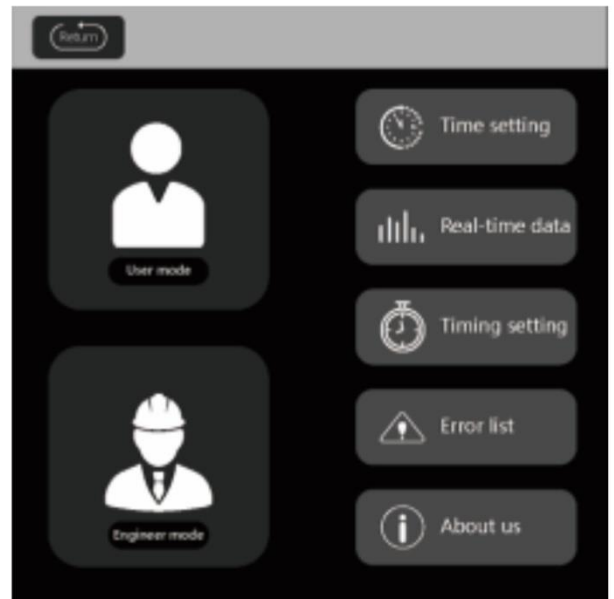 Return
User mode
Engineer mode
Time setting
Real-time data
Timing setting
Error list
About us